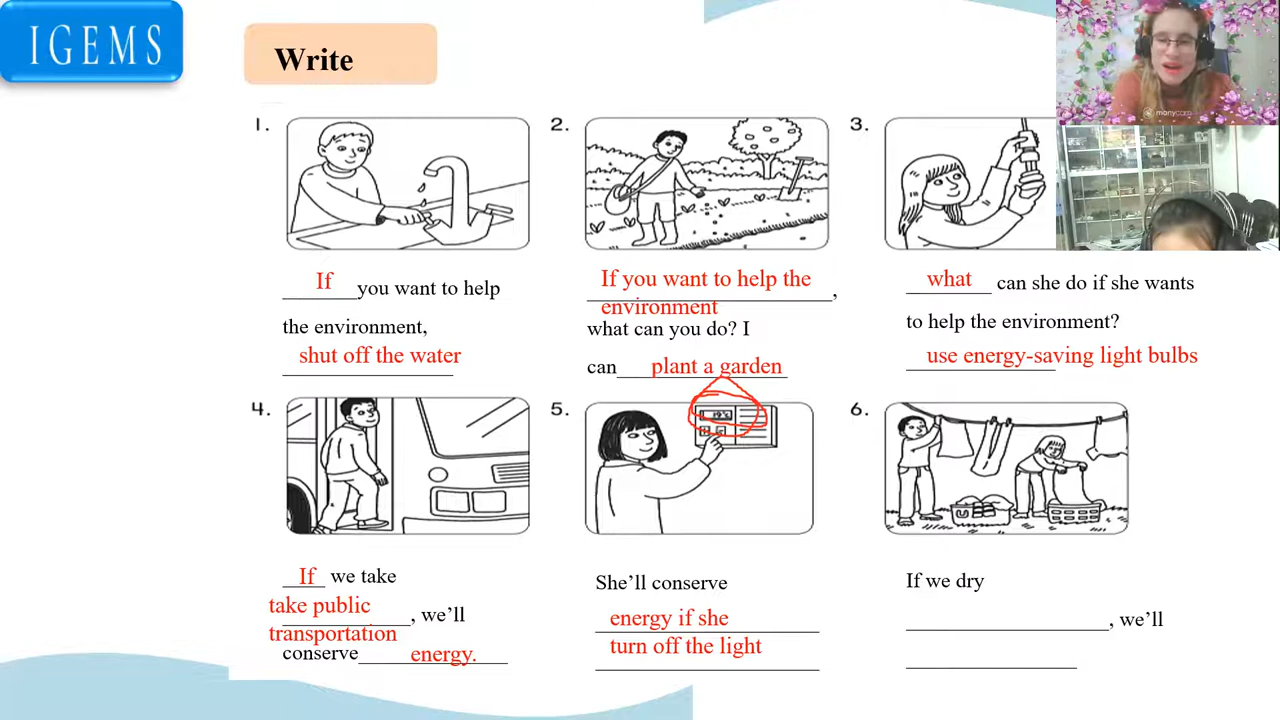 IGEMS
Write
manycam
1.
If you want to help
the environment,
shut off the water
2.
If you want to help the
environment,
what can you do? I
can plant a garden
3.
what can she do if she wants
to help the environment?
use energy-saving light bulbs
4.
If we take
take public
transportation, we'll
conserve energy.
5.
19°c
She'll conserve
energy if she
turn off the light
6.
If we dry
, we'll